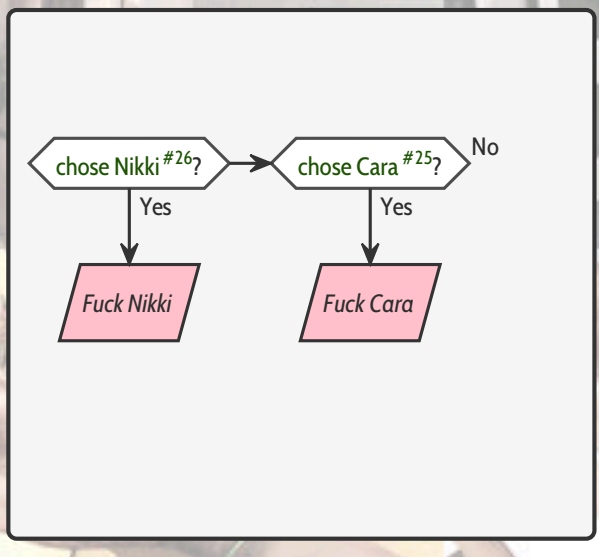 chose Nikki #26?
chose Cara #25?
No
Yes
Yes
Fuck Nikki
Fuck Cara